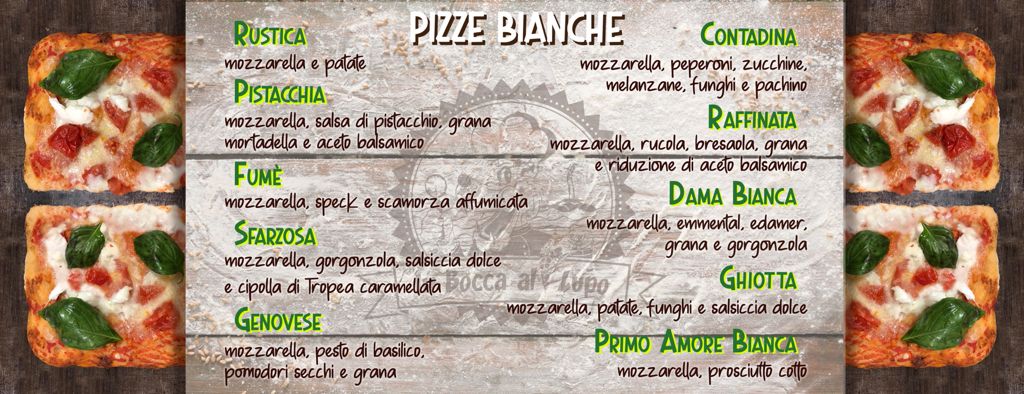 PIZZE BIANCHE
RUSTICA
mozzarella e patate
PISTACCHIA
mozzarella, salsa di pistacchio, grana
mortadella e aceto balsamico
FUMÈ
mozzarella, speck e scamorza affumicata
SFARZOSA
mozzarella, gorgonzola, salsiccia dolce
e cipolla di Tropea caramellata
GENOVESE
mozzarella, pesto di basilico,
pomodori secchi e grana
CONTADINA
mozzarella, peperoni, zucchine,
melanzane, funghi e pachino
RAFFINATA
mozzarella, rucola, bresaola, grana
e riduzione di aceto balsamico
DAMA BIANCA
mozzarella, emmental, edamer,
grana e gorgonzola
GHIOTTA
mozzarella, patate, funghi e salsiccia dolce
PRIMO AMORE BIANCA
mozzarella, prosciutto cotto
Bocca al Lupo